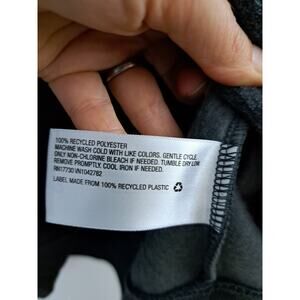 100% RECYCLED POLYESTER
MACHINE WASH COLD WITH LIKE COLORS. GENTLE CYCLE.
ONLY NON-CHLORINE BLEACH IF NEEDED. TUMBLE DRY LOW.
REMOVE PROMPTLY. COOL IRON IF NEEDED.
RN17730 VN1042782
LABEL MADE FROM 100% RECYCLED PLASTIC